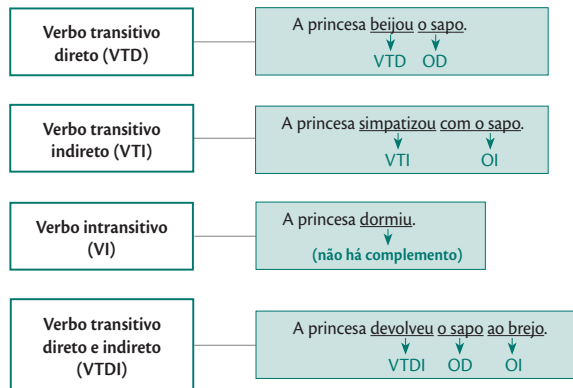 Verbo transitivo
direto (VTD)
A princesa beijou o sapo.
VTD OD
Verbo transitivo
indireto (VTI)
A princesa simpatizou com o sapo.
VTI OI
Verbo intransitivo
(VI)
A princesa dormiu.
(não há complemento)
Verbo transitivo
direto e indireto
(VTDI)
A princesa devolveu o sapo ao brejo.
VTDI OD OI